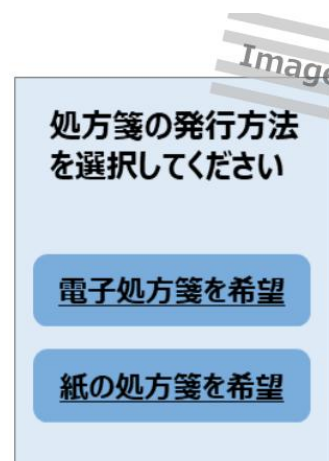 Image
処方箋の発行方法
を選択してください
電子処方箋を希望
紙の処方箋を希望